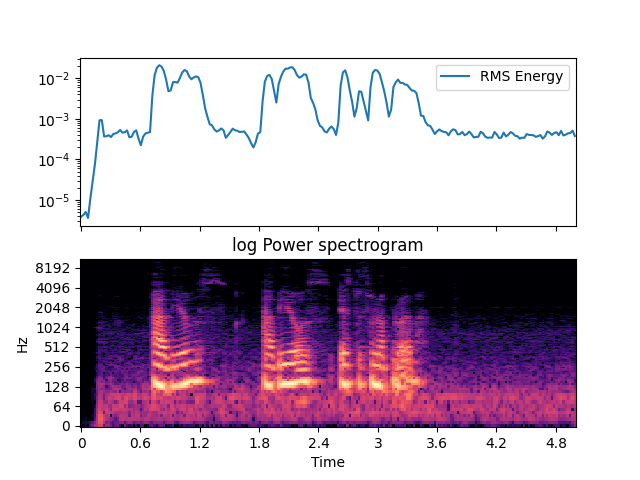 RMS Energy
10⁻²
10⁻³
10⁻⁴
10⁻⁵
log Power spectrogram
8192
4096
2048
1024
512
256
128
64
0
Hz
0 0.6 1.2 1.8 2.4 3 3.6 4.2 4.8
Time